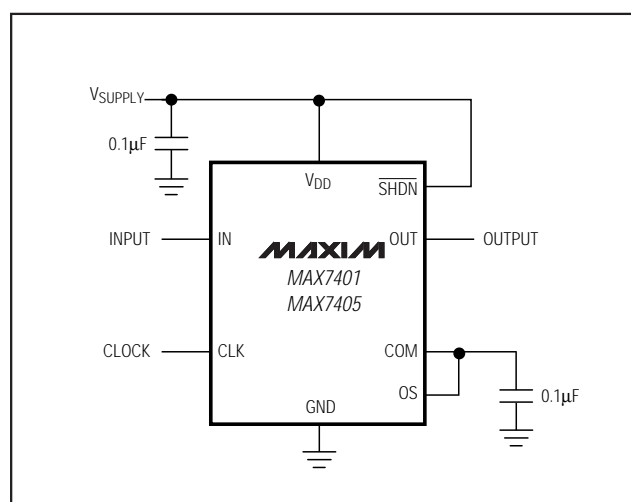 VSUPPLY
0.1µF
VDD
SHDN
INPUT
IN
MAXIM
OUT
OUTPUT
MAX7401
MAX7405
CLOCK
CLK
COM
OS
0.1µF
GND